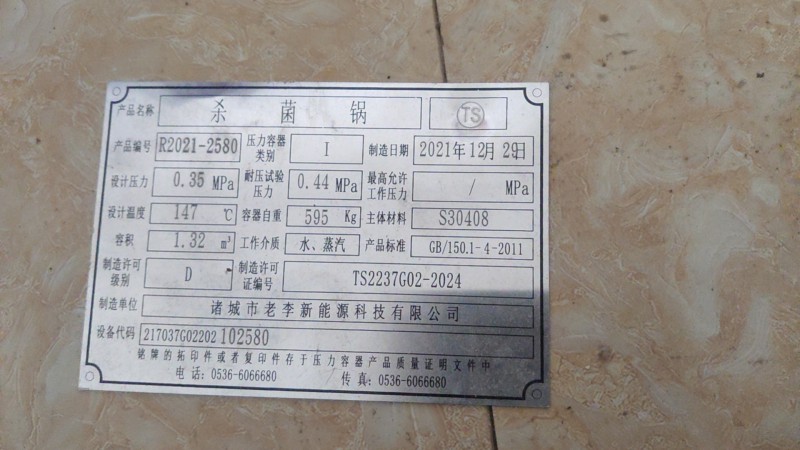 产品名称 杀菌锅 TS
产品编号 R2021-2580 压力容器类别 I 制造日期 2021年12月2日
设计压力 0.35 MPa 耐压试验压力 0.44 MPa 最高允许工作压力 / MPa
设计温度 147 ℃ 容器自重 595 Kg 主体材料 S30408
容积 1.32 m³ 工作介质 水、蒸汽 产品标准 GB/150.1-4-2011
制造许可级别 D 制造许可证编号 TS2237G02-2024
制造单位 诸城市老李新能源科技有限公司
设备代码 217037G02202102580
铭牌的拓印件或者复印件存于压力容器产品质量证明文件中
电话:0536-6066680 传真:0536-6066680